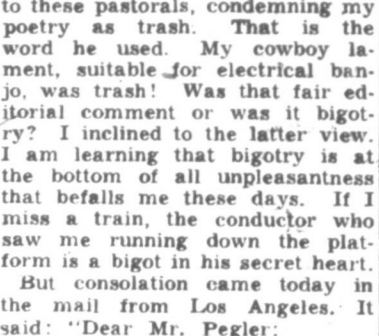 to these pastorals, condemning my
poetry as trash. That is the
word he used. My cowboy la-
ment, suitable for electrical ban-
jo, was trash! Was that fair ed-
itorial comment or was it bigot-
ry? I inclined to the latter view.
I am learning that bigotry is at
the bottom of all unpleasantness
that befalls me these days. If I
miss a train, the conductor who
saw me running down the plat-
form is a bigot in his secret heart.
But consolation came today in
the mail from Los Angeles. It
said: "Dear Mr. Pegler: